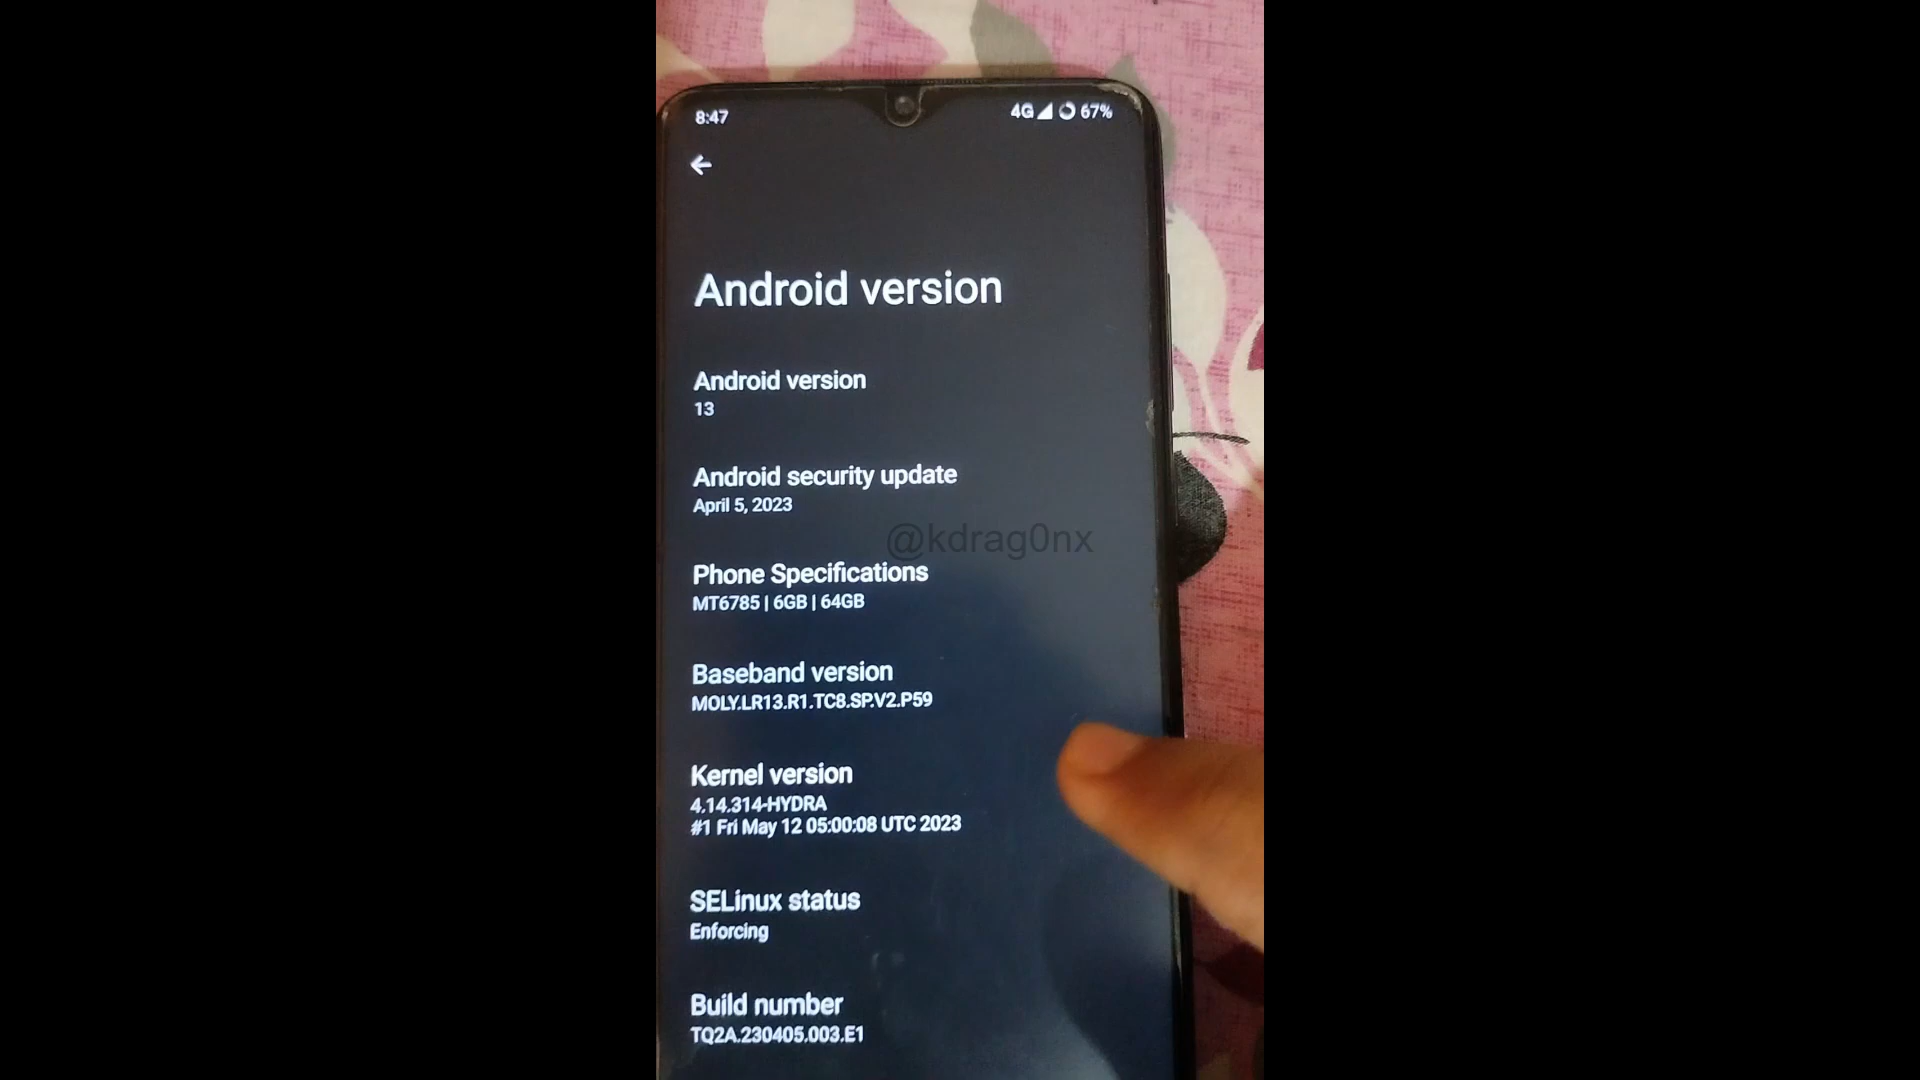 8:47
4G 67%
Android version
Android version
13
Android security update
April 5, 2023
@kdrag0nx
Phone Specifications
MT6785 | 6GB | 64GB
Baseband version
MOLY.LR13.R1.TC8.SP.V2.P59
Kernel version
4.14.314-HYDRA
#1 Fri May 12 05:00:08 UTC 2023
SELinux status
Enforcing
Build number
TQ2A.230405.003.E1